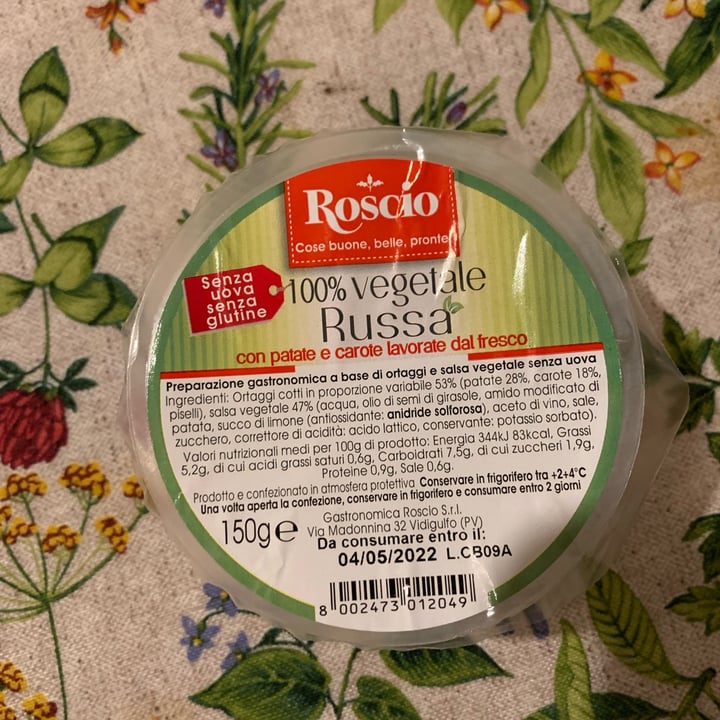 Roscio
Cose buone, belle, pronte
Senza
uova
senza
glutine
100% vegetale
Russa
con patate e carote lavorate dal fresco
Preparazione gastronomica a base di ortaggi e salsa vegetale senza uova
Ingredienti: Ortaggi cotti in proporzione variabile 53% (patate 28%, carote 18%,
piselli), salsa vegetale 47% (acqua, olio di semi di girasole, amido modificato di
patata, succo di limone (antiossidante: anidride solforosa), aceto di vino, sale,
zucchero, correttore di acidità: acido lattico, conservante: potassio sorbato).
Valori nutrizionali medi per 100g di prodotto: Energia 344kJ 83kcal, Grassi
5,2g, di cui acidi grassi saturi 0,6g, Carboidrati 7,5g, di cui zuccheri 1,9g,
Proteine 0,9g, Sale 0,6g.
Prodotto e confezionato in atmosfera protettiva Conservare in frigorifero tra +2+4°C
Una volta aperta la confezione, conservare in frigorifero e consumare entro 2 giorni
150g e
Gastronomica Roscio S.r.l.
Via Madonnina 32 Vidigulfo (PV)
Da consumare entro il:
04/05/2022 L.CB09A
8 002473 012049